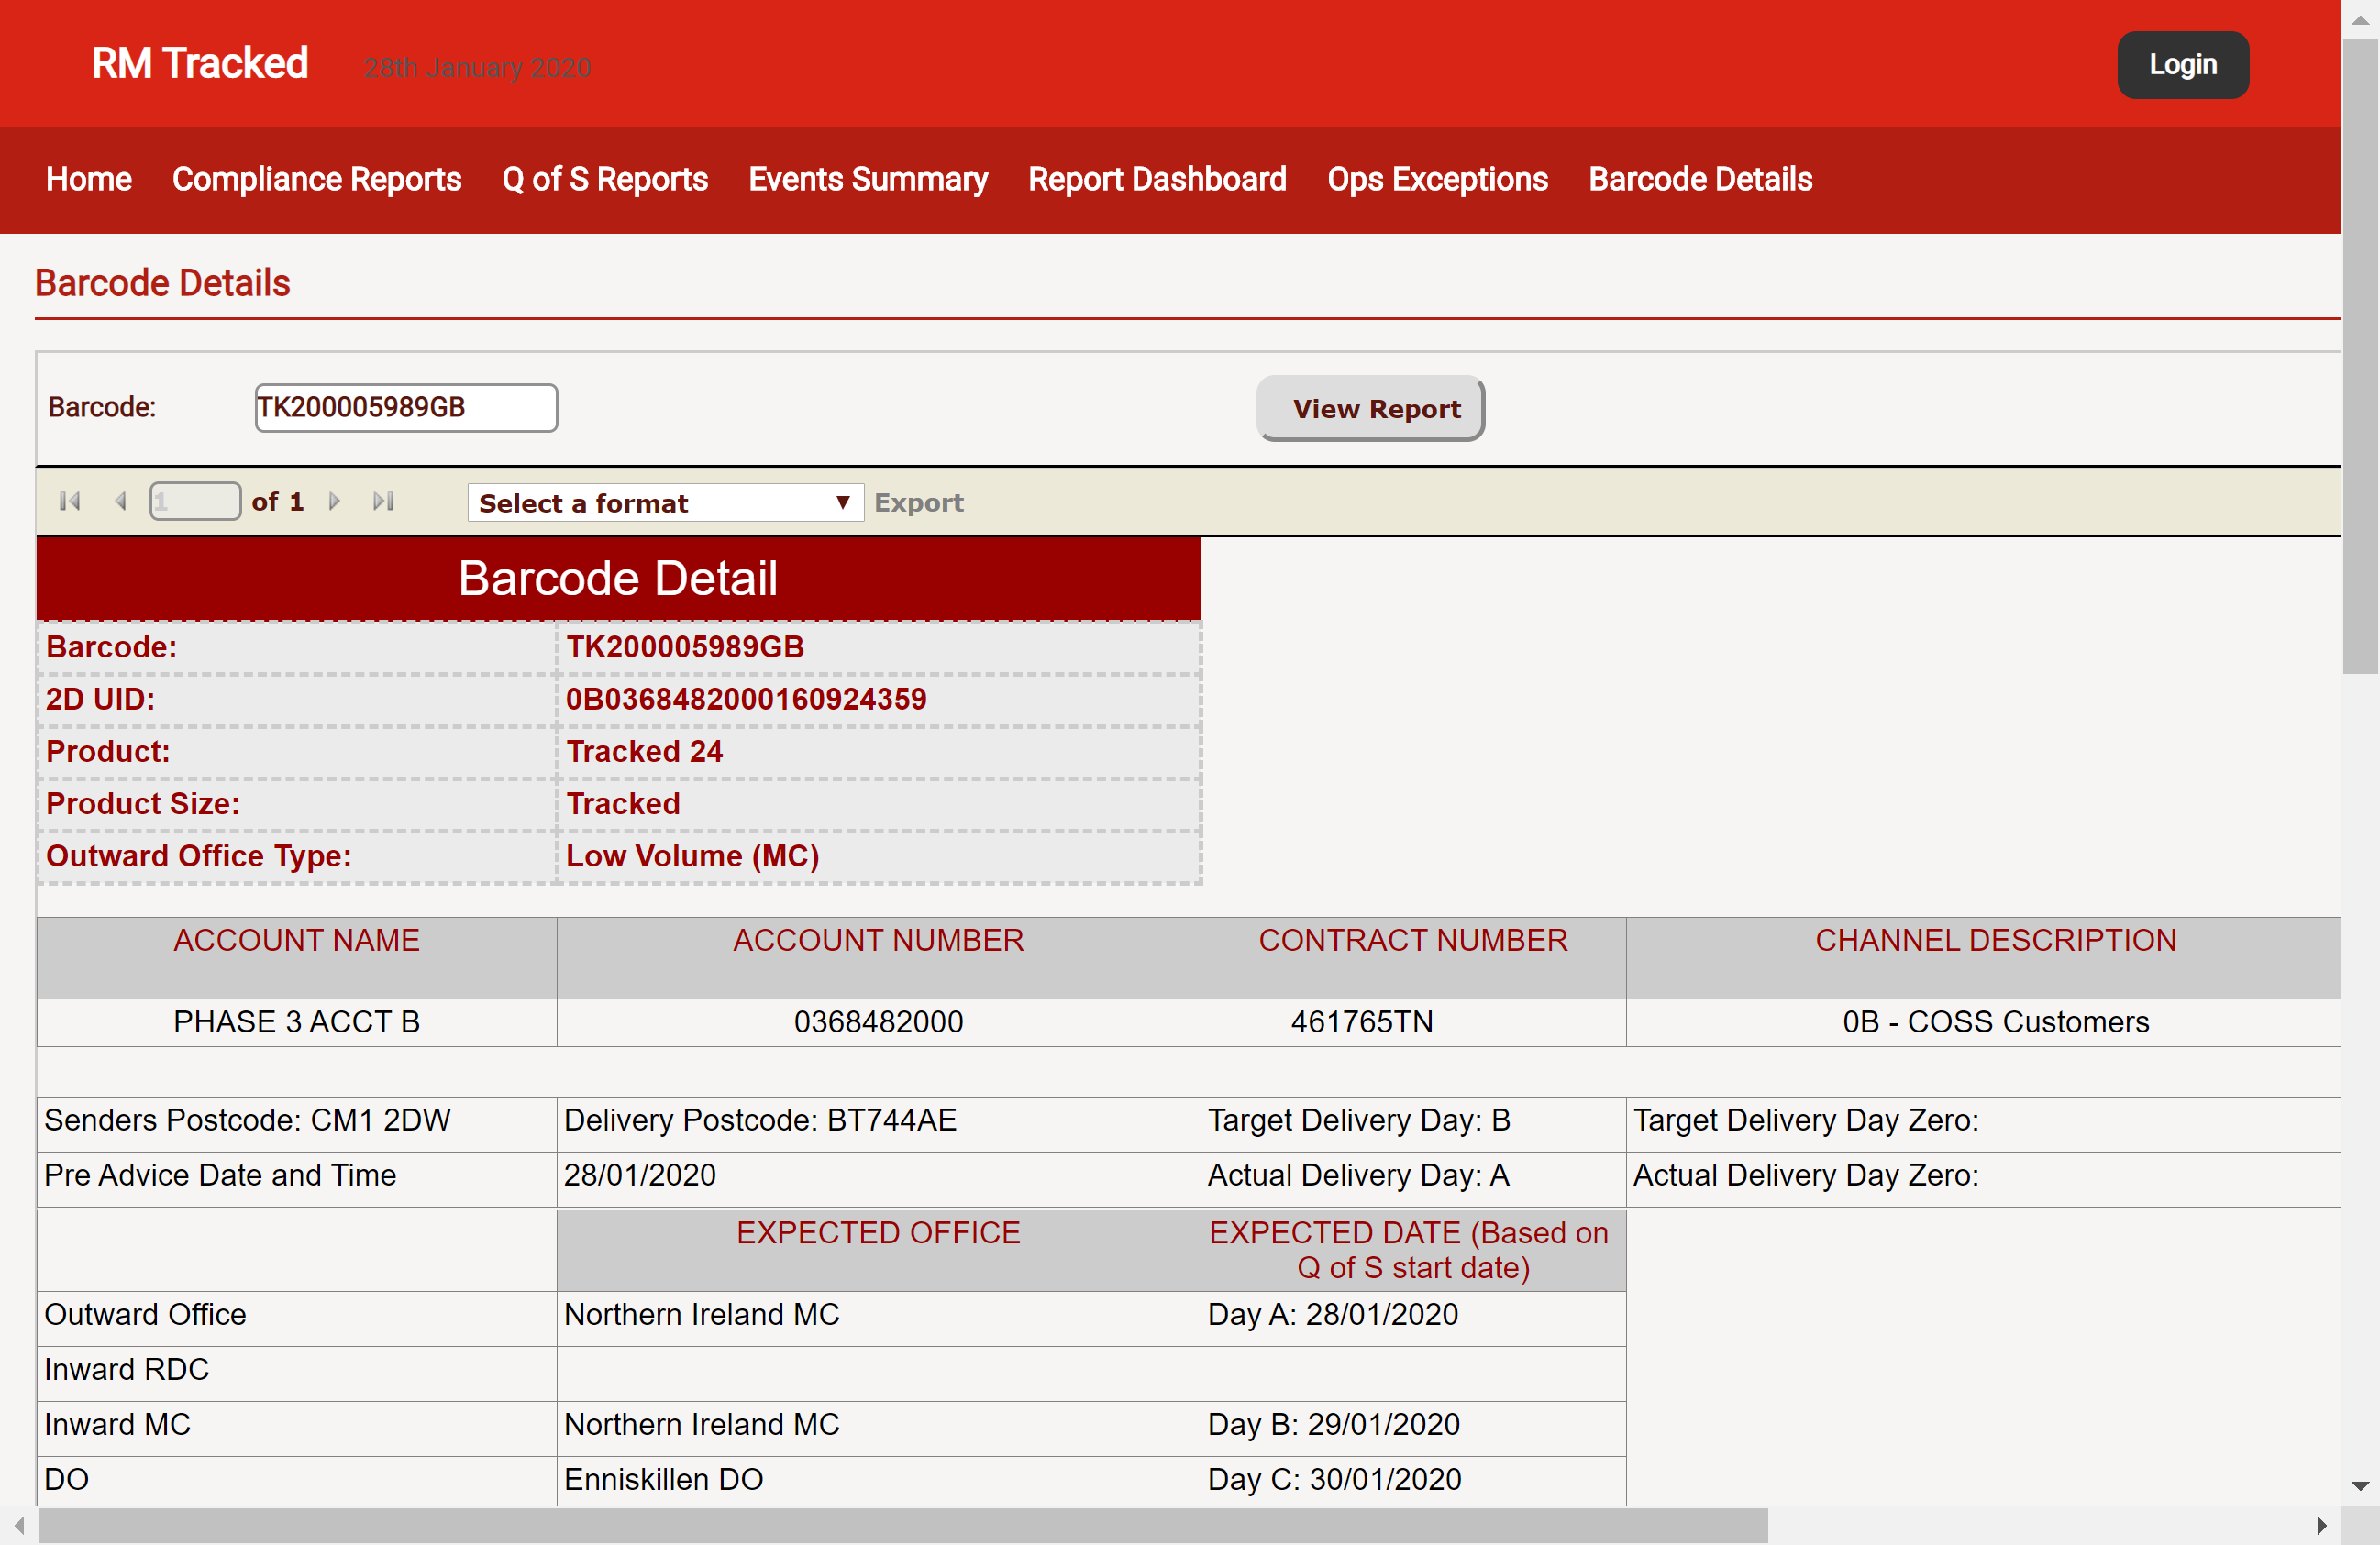 RM Tracked 28th January 2020 Login
Home Compliance Reports Q of S Reports Events Summary Report Dashboard Ops Exceptions Barcode Details
Barcode Details
Barcode: TK200005989GB View Report
1 of 1 Select a format Export
Barcode Detail
Barcode: TK200005989GB
2D UID: 0B0368482000160924359
Product: Tracked 24
Product Size: Tracked
Outward Office Type: Low Volume (MC)
ACCOUNT NAME ACCOUNT NUMBER CONTRACT NUMBER CHANNEL DESCRIPTION
PHASE 3 ACCT B 0368482000 461765TN 0B - COSS Customers
Senders Postcode: CM1 2DW Delivery Postcode: BT744AE Target Delivery Day: B Target Delivery Day Zero:
Pre Advice Date and Time 28/01/2020 Actual Delivery Day: A Actual Delivery Day Zero:
EXPECTED OFFICE EXPECTED DATE (Based on
Q of S start date)
Outward Office Northern Ireland MC Day A: 28/01/2020
Inward RDC
Inward MC Northern Ireland MC Day B: 29/01/2020
DO Enniskillen DO Day C: 30/01/2020